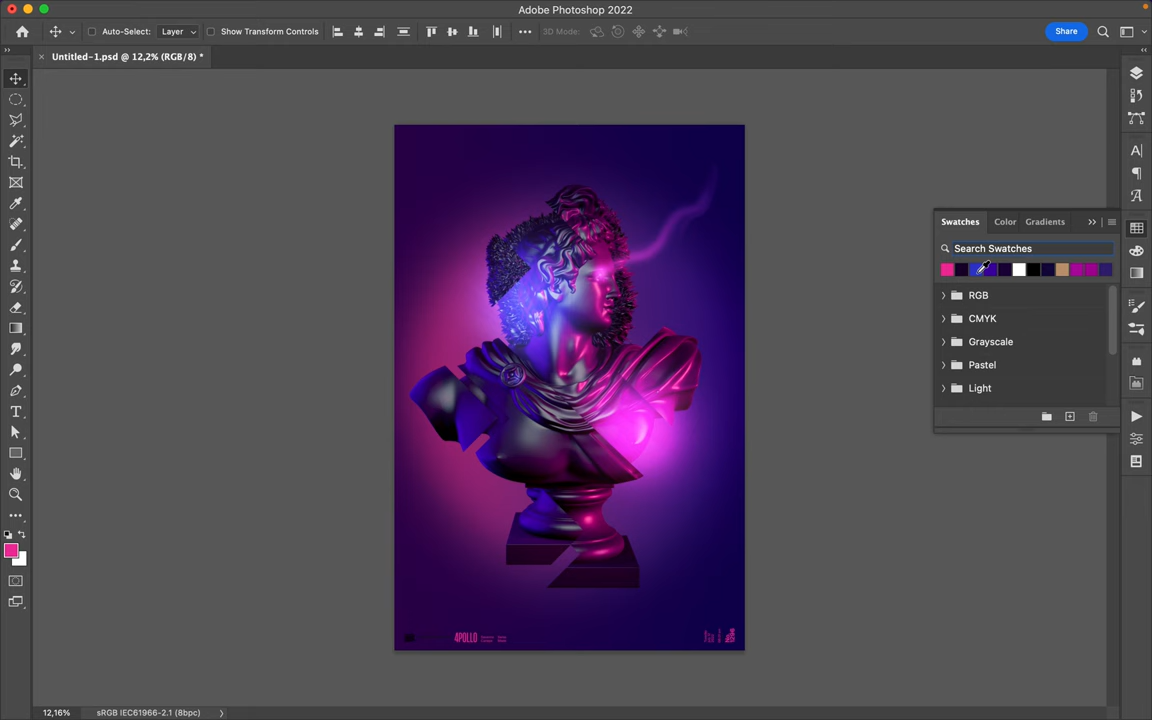 Adobe Photoshop 2022
Auto-Select: Layer Show Transform Controls 3D Mode: Share
Untitled-1.psd @ 12,2% (RGB/8) *
Swatches Color Gradients
Search Swatches
RGB
CMYK
Grayscale
Pastel
Light
4POLLO
12,16% sRGB IEC61966-2.1 (8bpc)